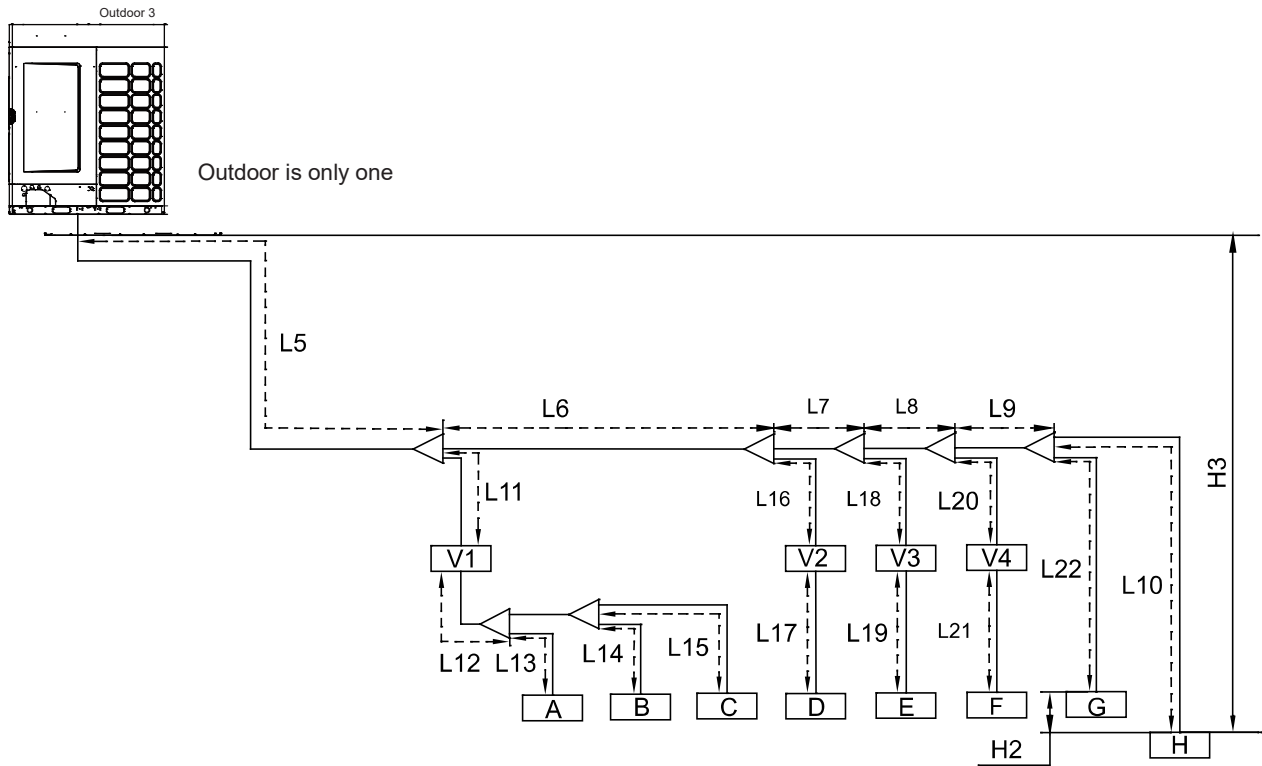 Outdoor 3
Outdoor is only one
L5
L6
L7
L8
L9
L11
L16
L18
L20
H3
V1
V2
V3
V4
L22
L10
L12
L13
L14
L15
L17
L19
L21
A
B
C
D
E
F
G
H2
H